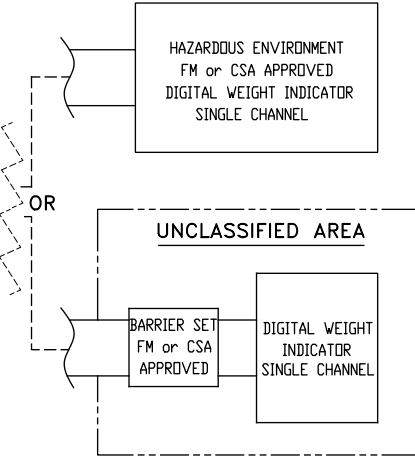 HAZARDOUS ENVIRONMENT
FM or CSA APPROVED
DIGITAL WEIGHT INDICATOR
SINGLE CHANNEL
OR
UNCLASSIFIED AREA
BARRIER SET
FM or CSA
APPROVED
DIGITAL WEIGHT
INDICATOR
SINGLE CHANNEL